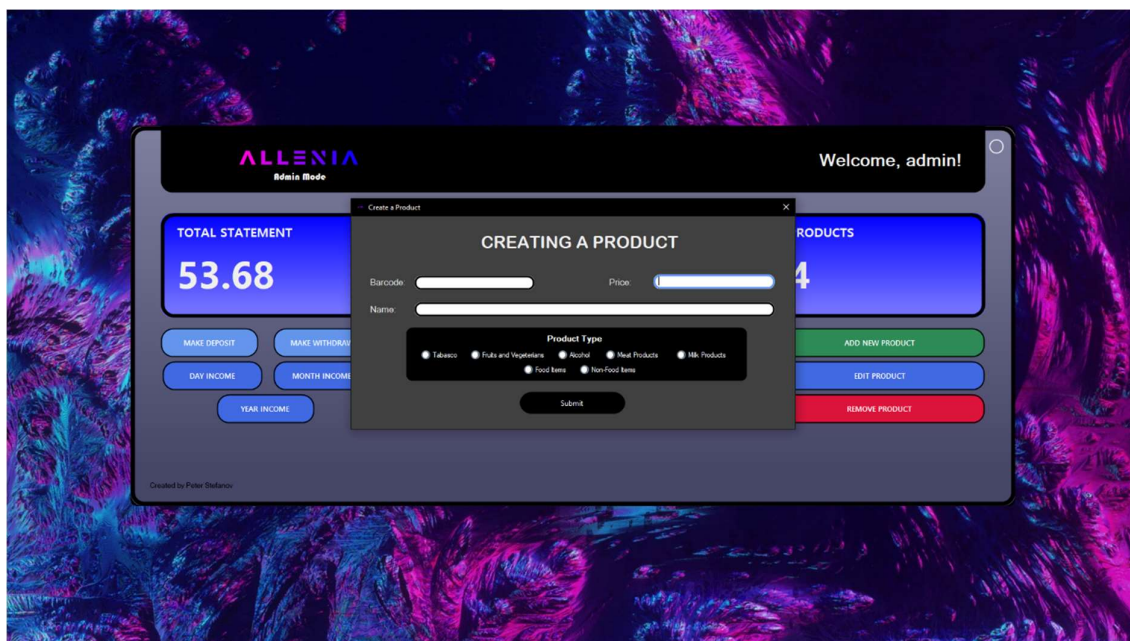 ALLENIA
Admin Mode
Welcome, admin!
Create a Product
CREATING A PRODUCT
TOTAL STATEMENT
53.68
RODUCTS
4
Barcode:
Price:
Name:
Product Type
Tabasco Fruits and Vegeterians Alcohol Meat Products Milk Products
Food Items Non-Food Items
Submit
MAKE DEPOSIT
MAKE WITHDRAW
ADD NEW PRODUCT
DAY INCOME
MONTH INCOME
EDIT PRODUCT
YEAR INCOME
REMOVE PRODUCT
Created by Peter Stefanov